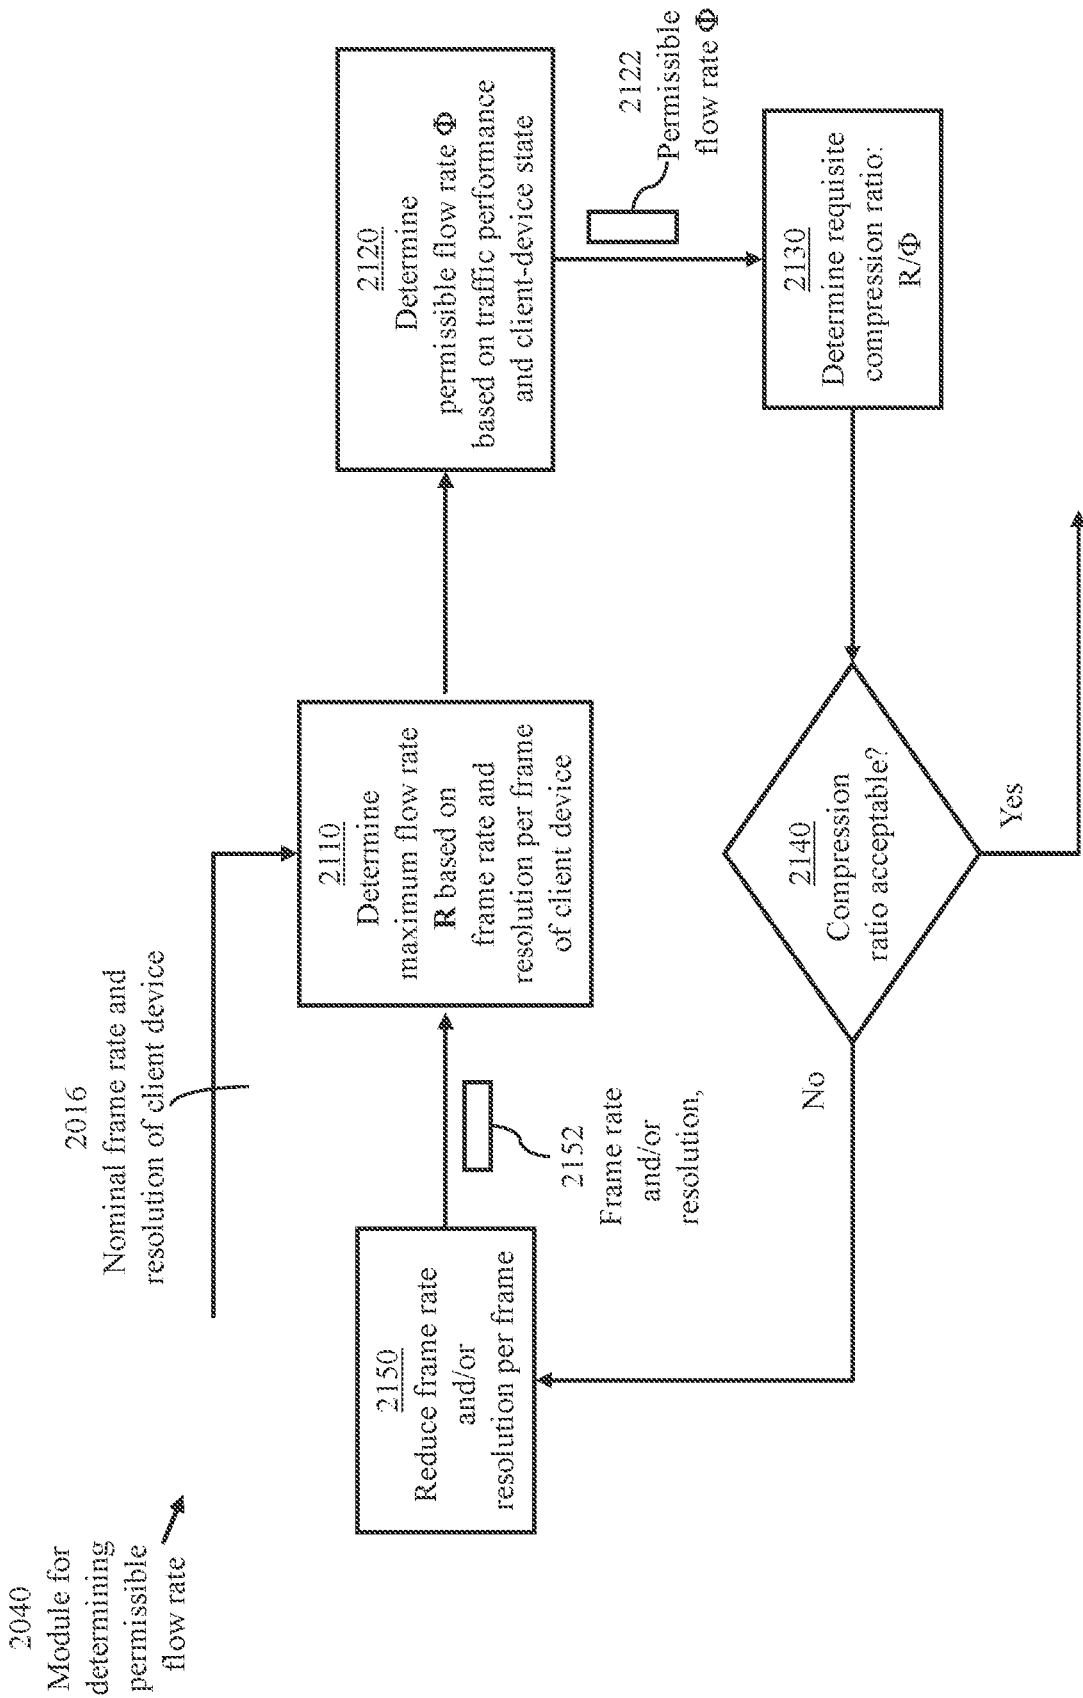 2040
Module for
determining
permissible
flow rate
2016
Nominal frame rate and
resolution of client device
2150
Reduce frame rate
and/or
resolution per frame
2152
Frame rate
and/or
resolution,
2110
Determine
maximum flow rate
R based on
frame rate and
resolution per frame
of client device
2120
Determine
permissible flow rate Φ
based on traffic performance
and client-device state
2122
Permissible
flow rate Φ
2130
Determine requisite
compression ratio:
R/Φ
2140
Compression
ratio acceptable?
No
Yes